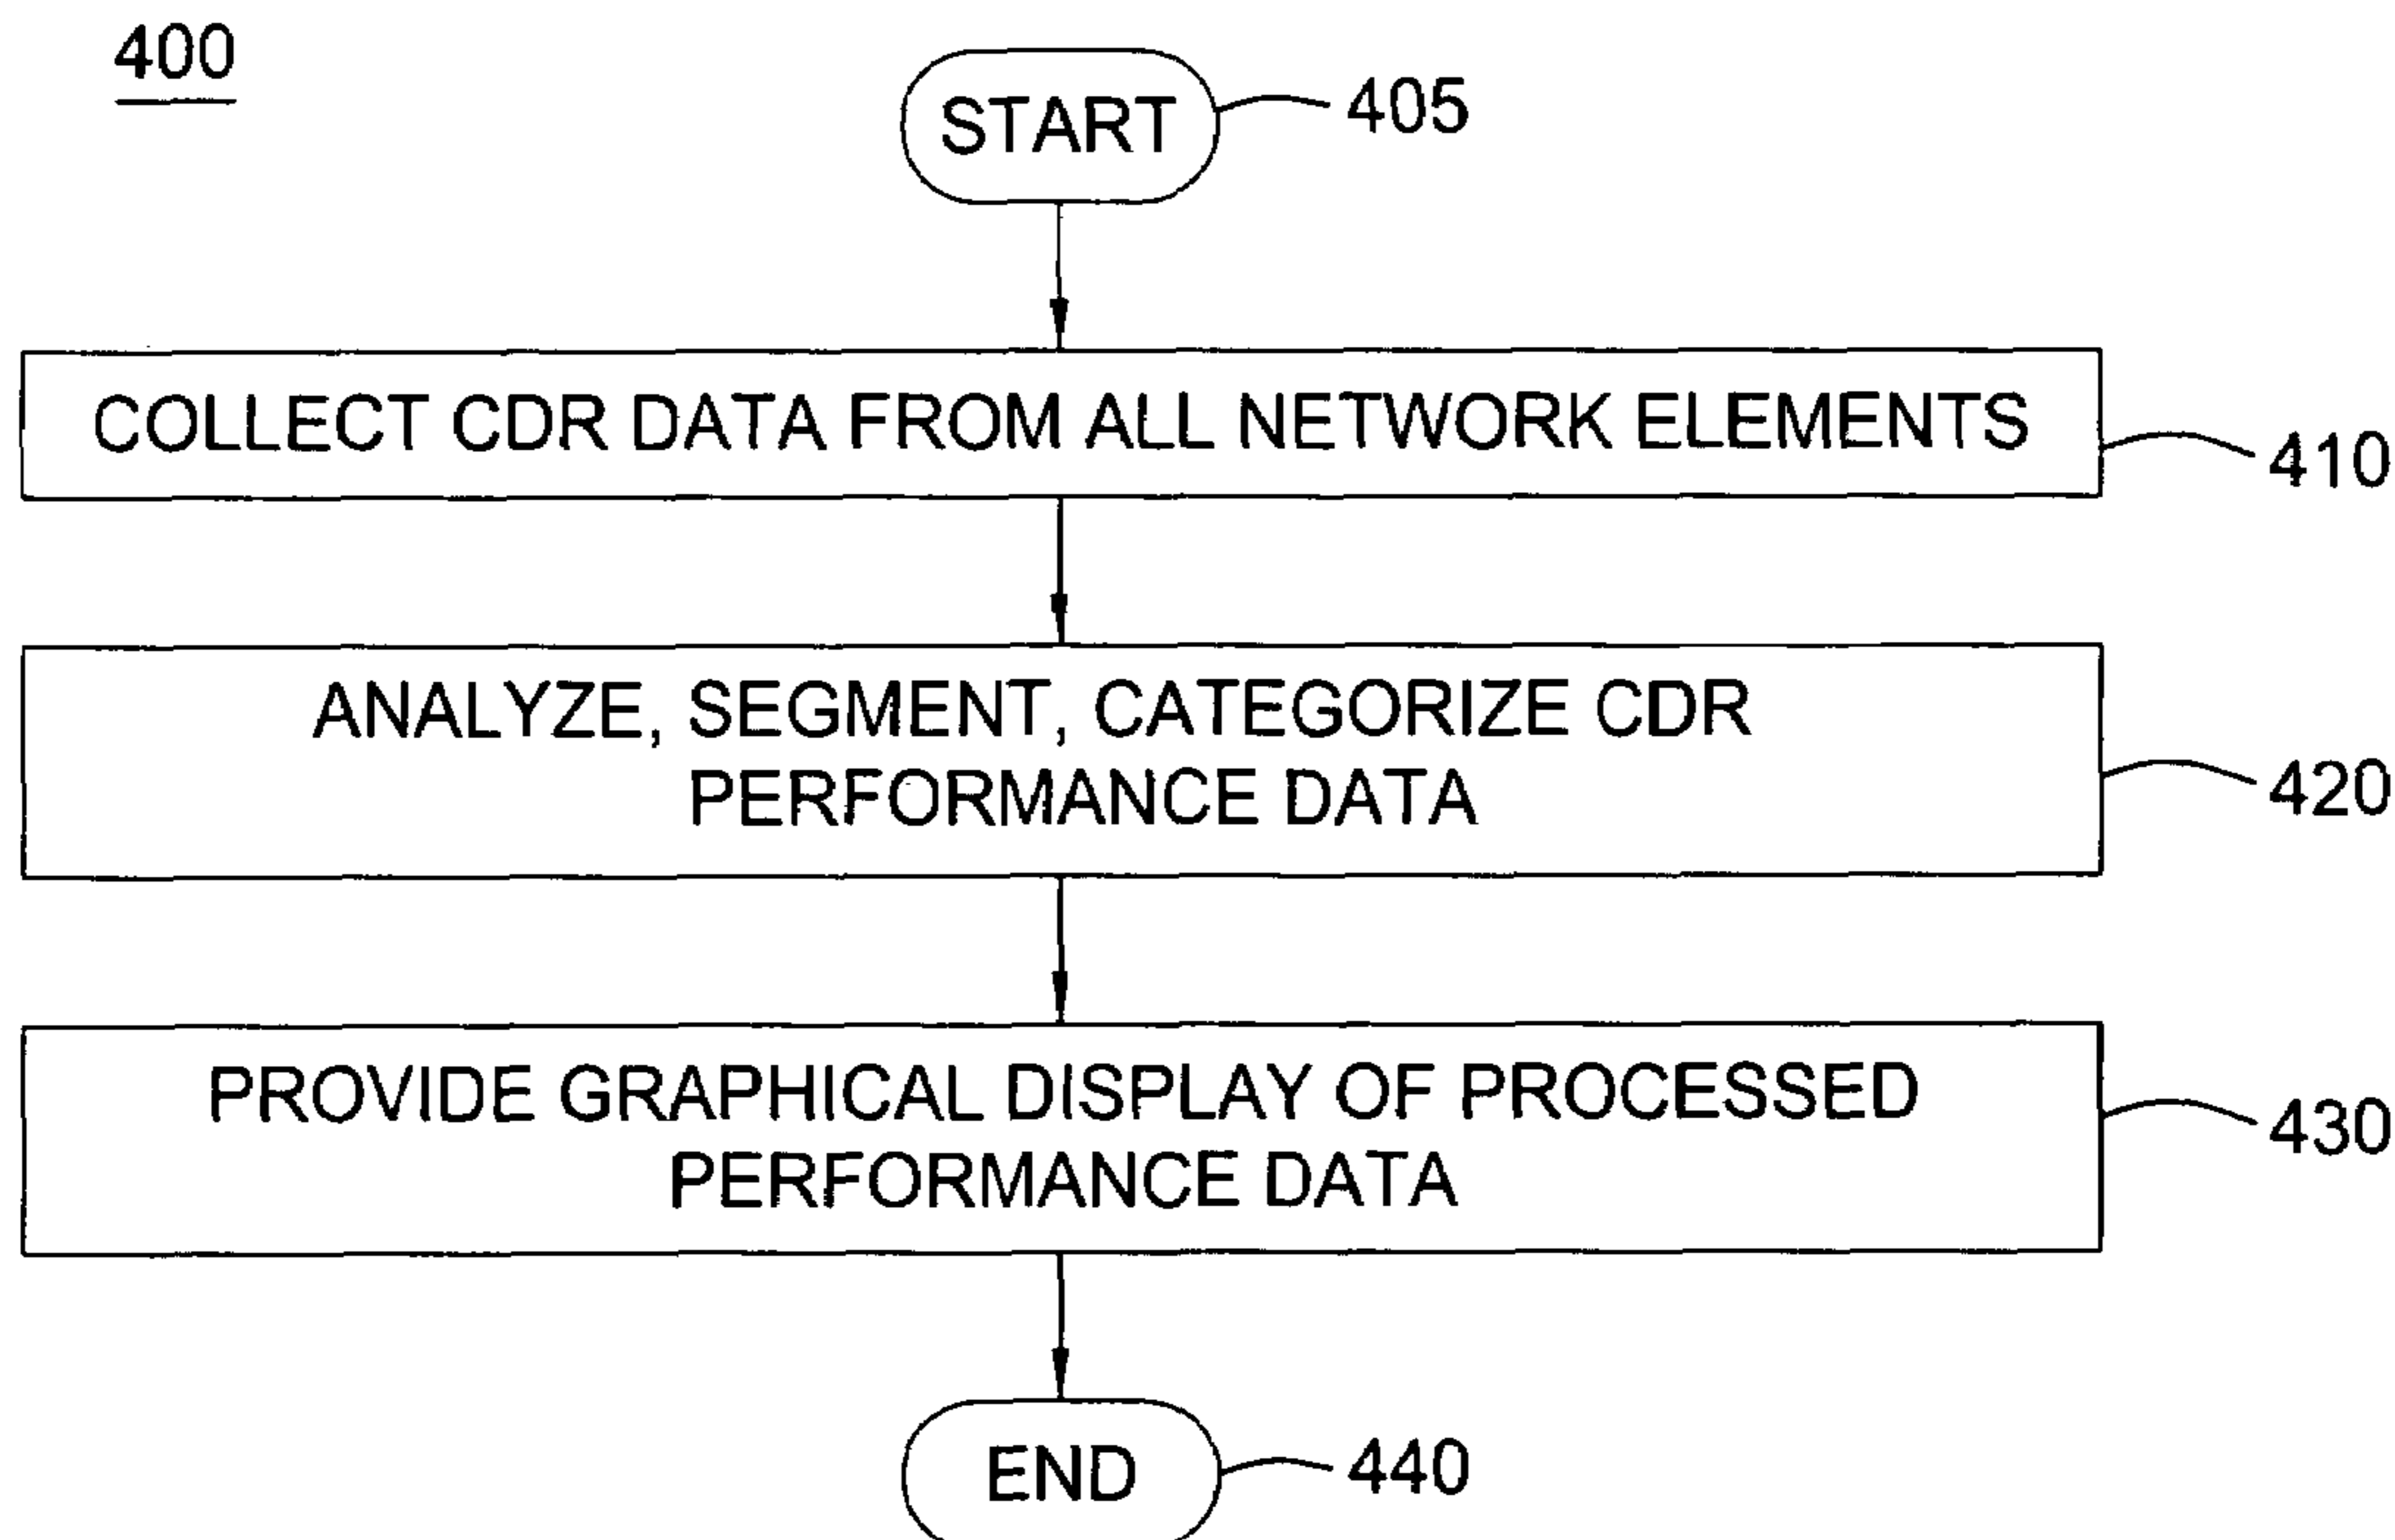 400
START
405
COLLECT CDR DATA FROM ALL NETWORK ELEMENTS
410
ANALYZE, SEGMENT, CATEGORIZE CDR
PERFORMANCE DATA
420
PROVIDE GRAPHICAL DISPLAY OF PROCESSED
PERFORMANCE DATA
430
END
440